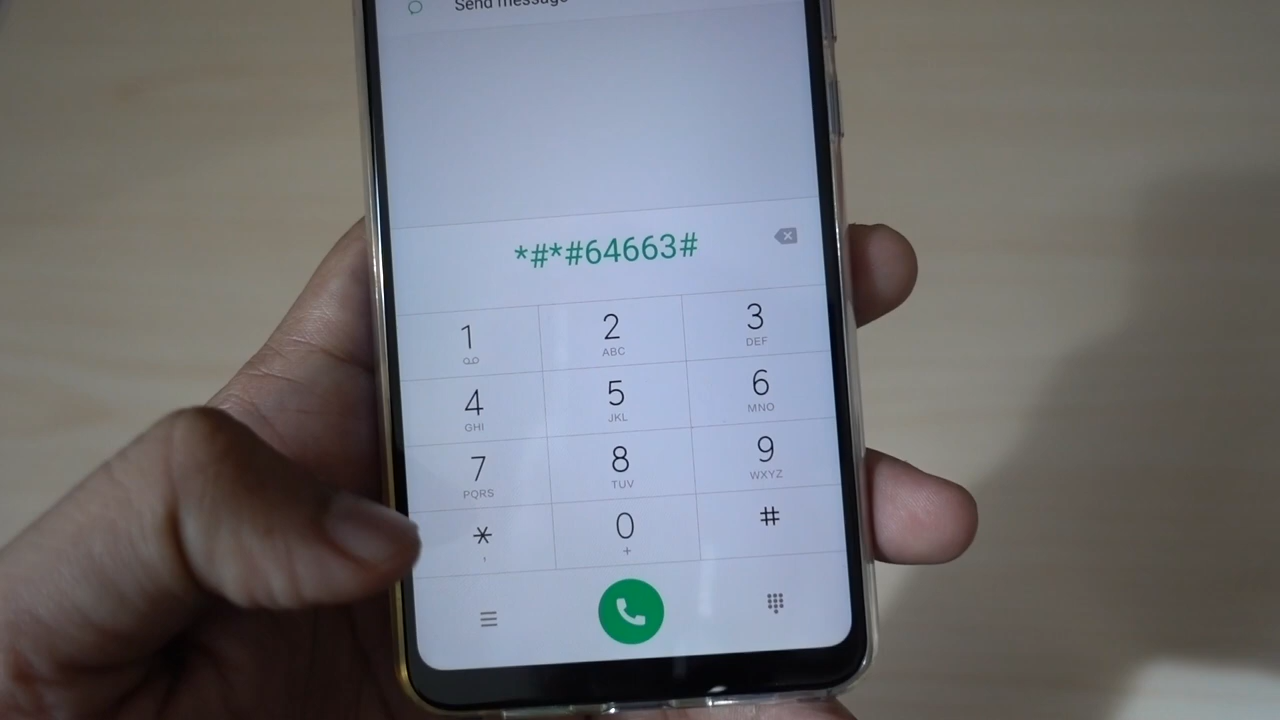 Send message
*#*#64663#
1 2 3
ABC DEF
4 5 6
GHI JKL MNO
7 8 9
PQRS TUV WXYZ
* 0 #
, +